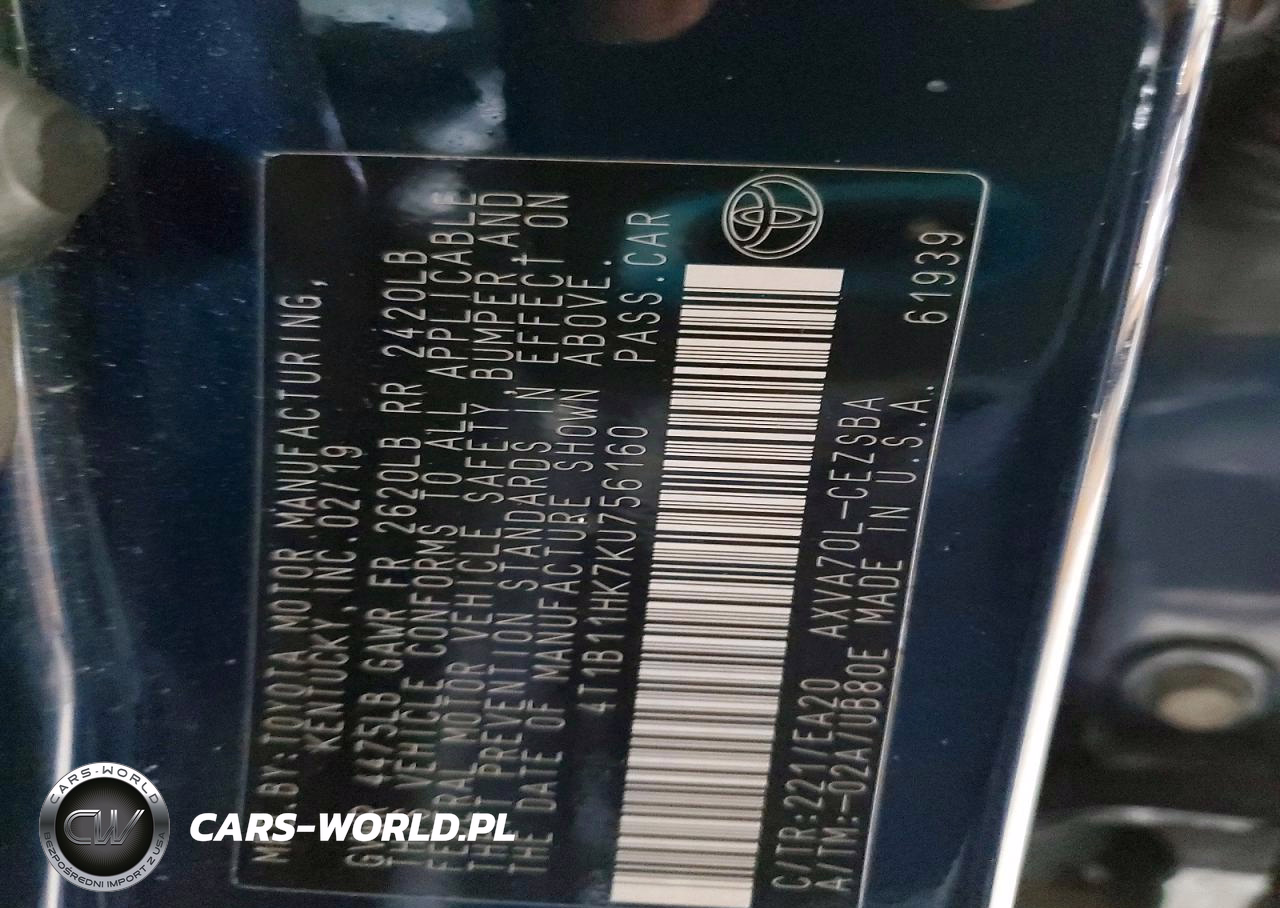 MFD.BY:TOYOTA MOTOR MANUFACTURING,
KENTUCKY, INC.02/19
GVWR 4475LB GAWR FR 2620LB RR 2420LB
THIS VEHICLE CONFORMS TO ALL APPLICABLE
FEDERAL MOTOR VEHICLE SAFETY, BUMPER AND
THEFT PREVENTION STANDARDS IN EFFECT ON
THE DATE OF MANUFACTURE SHOWN ABOVE.
4T1B11HK7KU756160 PASS.CAR
C/TR:221/EA20 AXVA70L-CEZSBA
A/TM:-02A/UB80E MADE IN U.S.A.
61939
CARS-WORLD
CW
BEZPOŚREDNI IMPORT Z USA
CARS-WORLD.PL